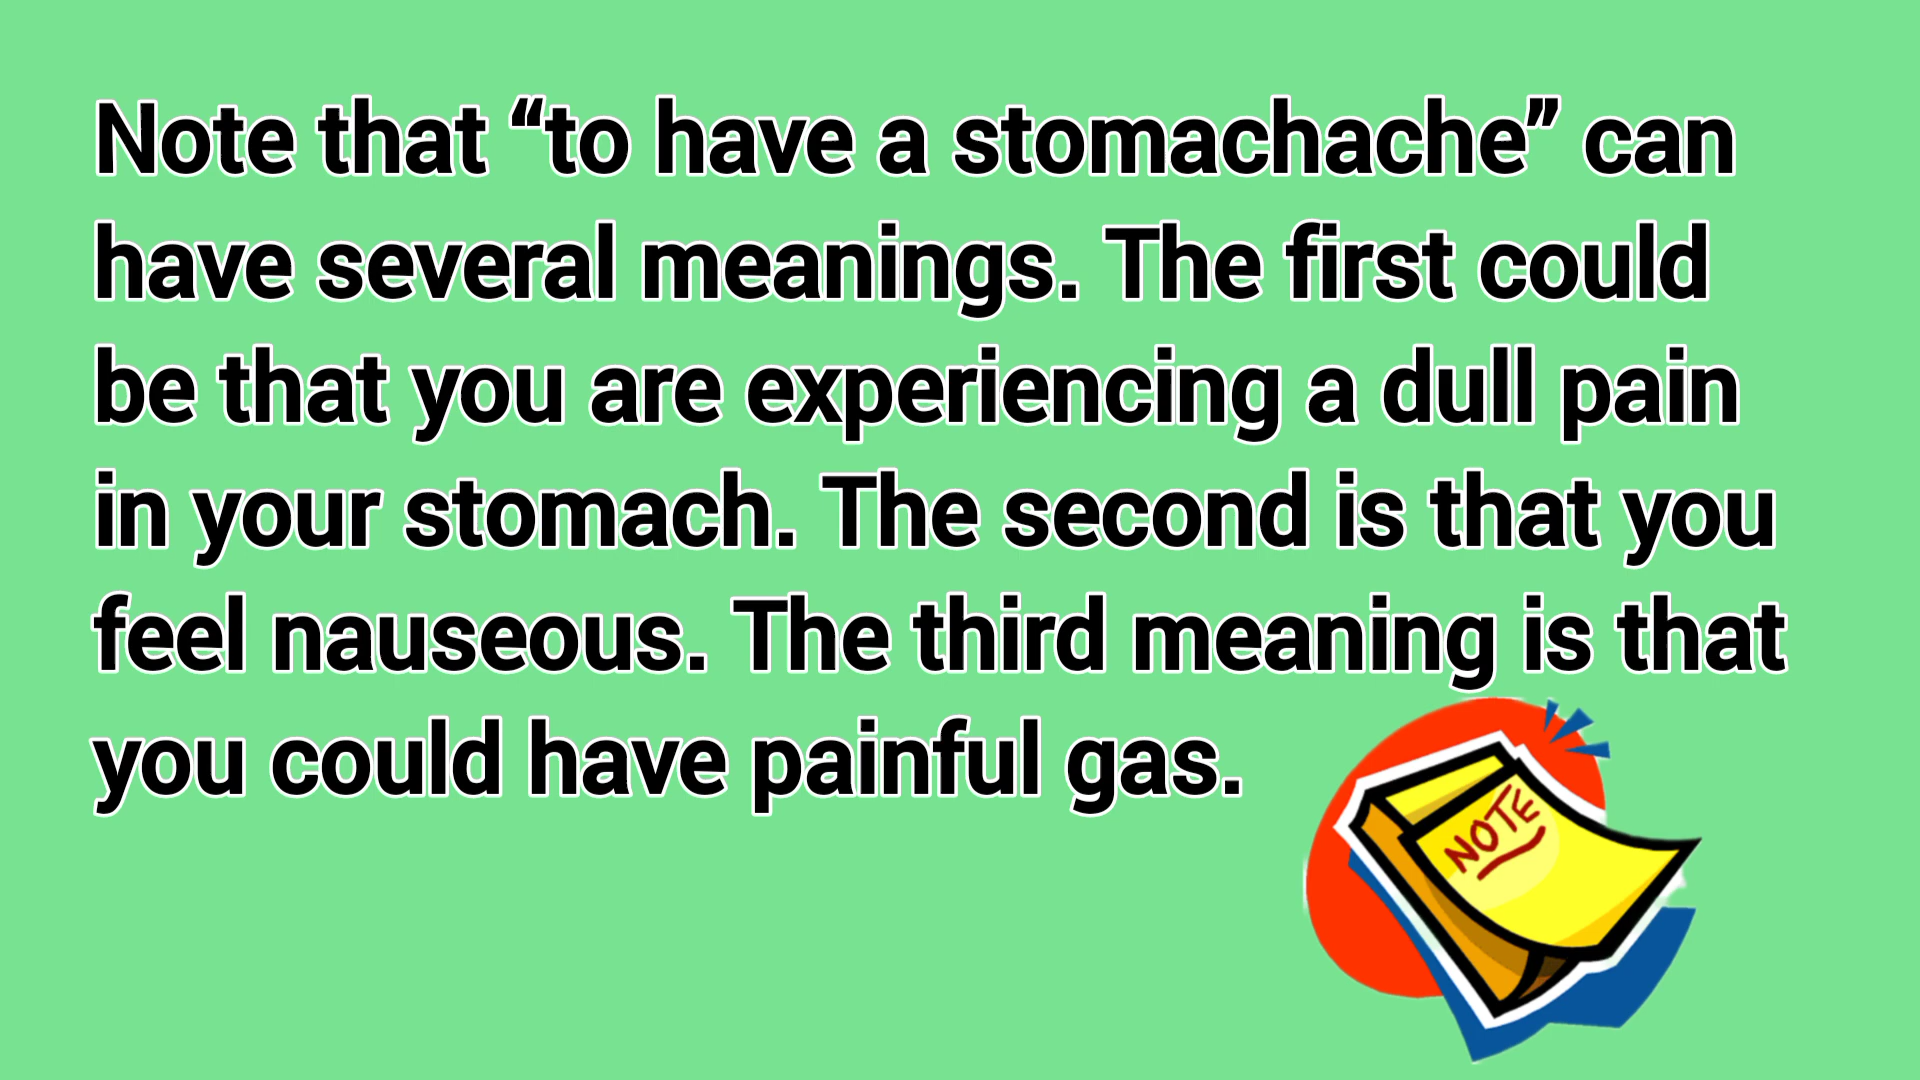 Note that “to have a stomachache” can
have several meanings. The first could
be that you are experiencing a dull pain
in your stomach. The second is that you
feel nauseous. The third meaning is that
you could have painful gas.
NOTE